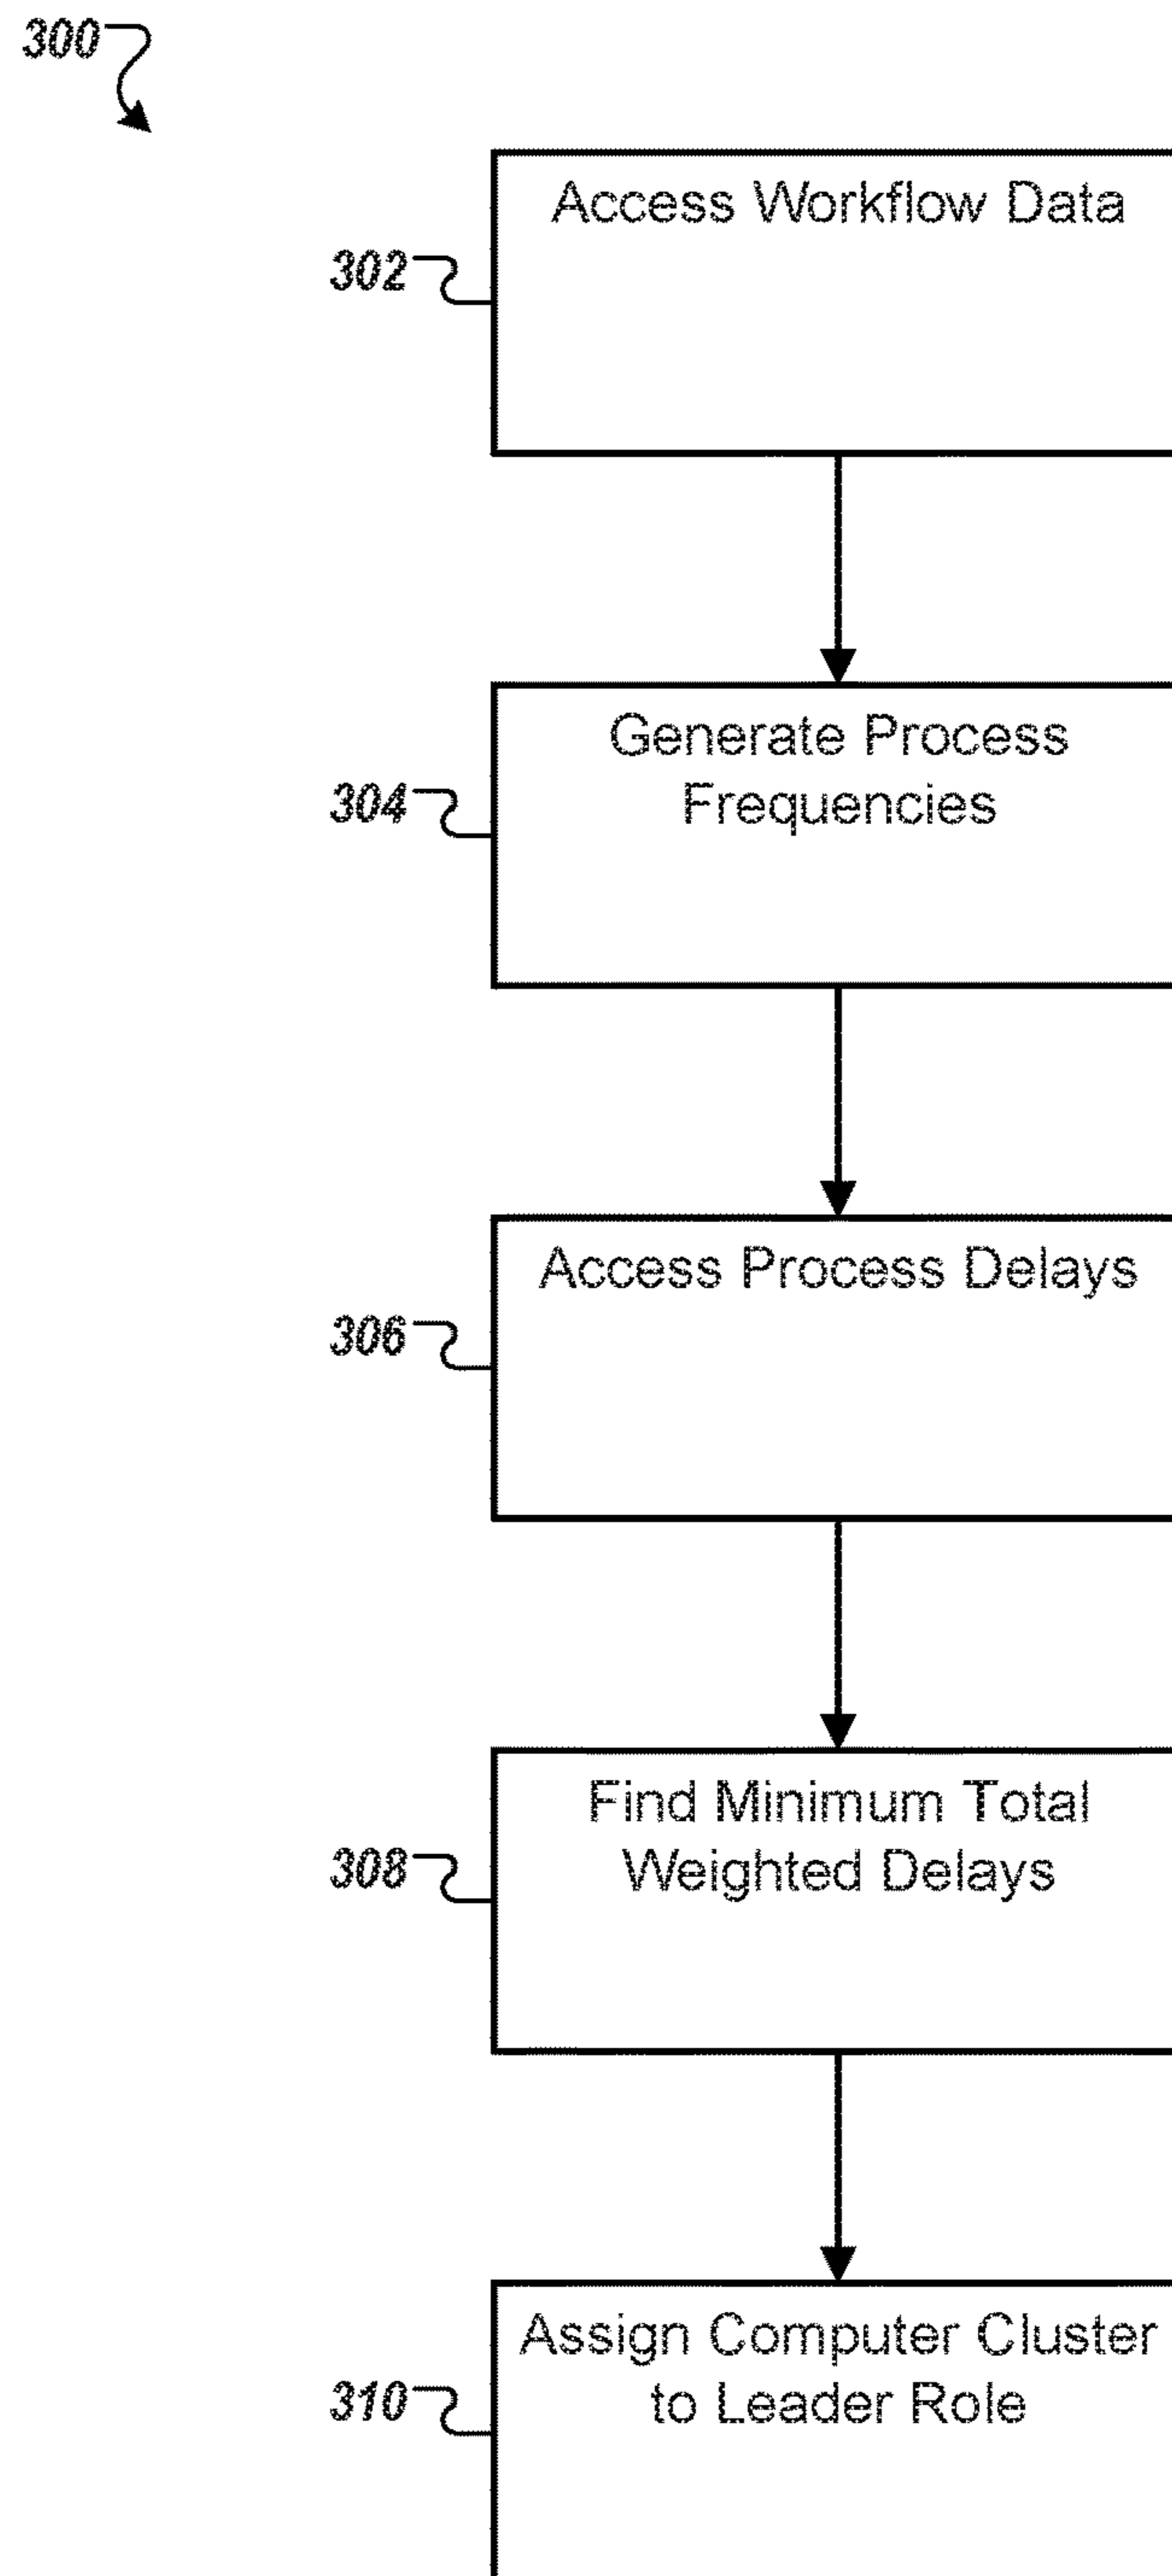 300
Access Workflow Data
302
Generate Process
Frequencies
304
Access Process Delays
306
Find Minimum Total
Weighted Delays
308
Assign Computer Cluster
to Leader Role
310